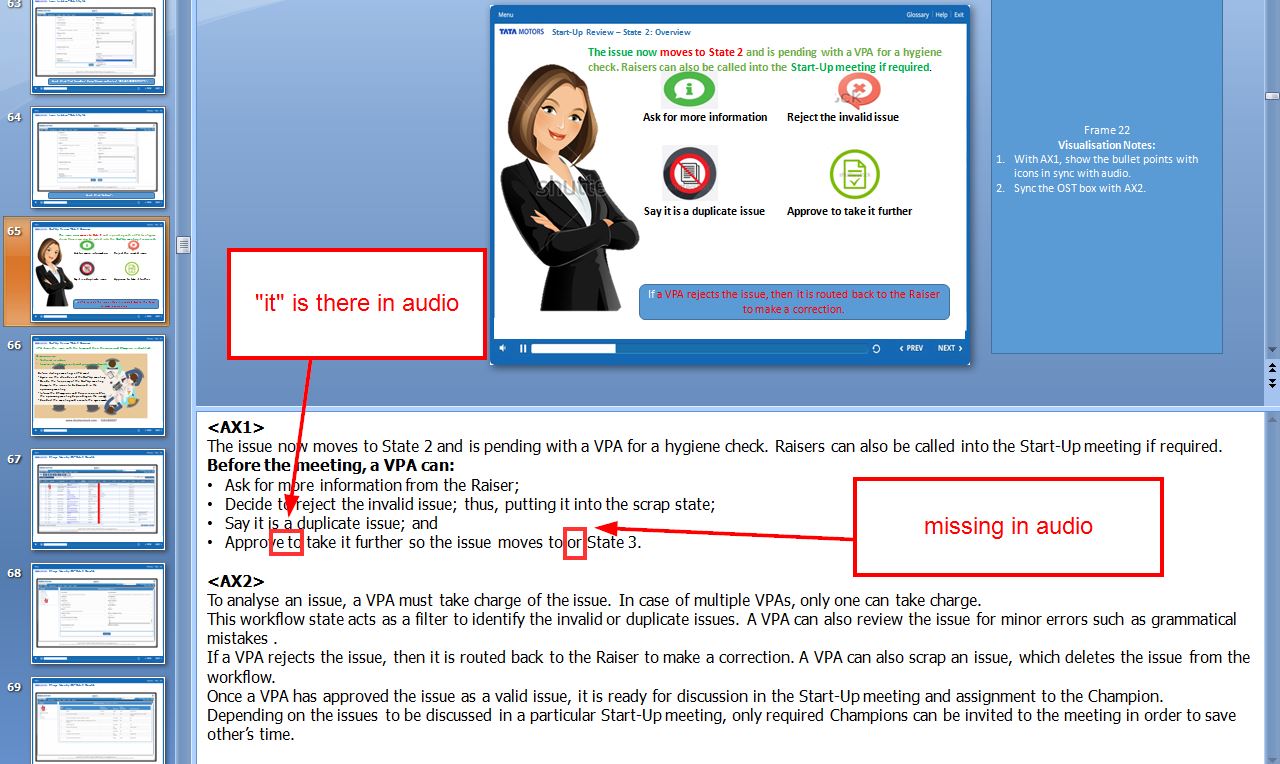 63
64
65
66
67
68
69
Menu
Glossary | Help | Exit
TATA MOTORS Start-Up Review – State 2: Overview
The issue now moves to State 2 and is pending with a VPA for a hygiene
check. Raisers can also be called into the Start-Up meeting if required.
Ask for more information
Reject the invalid issue
Say it is a duplicate issue
Approve to take it further
If a VPA rejects the issue, then it is routed back to the Raiser
to make a correction.
PREV
NEXT
Frame 22
Visualisation Notes:
1. With AX1, show the bullet points with
icons in sync with audio.
2. Sync the OST box with AX2.
"it" is there in audio
missing in audio
<AX1>
The issue now moves to State 2 and is pending with a VPA for a hygiene check. Raisers can also be called into the Start-Up meeting if required.
Before the meeting, a VPA can:
• Ask for more information from the
• Decide to reject the invalid issue; thus, putting it into the scrap state;
• it is a duplicate issue; and
• Approve to take it further so the issue moves to or State 3.
<AX2>
To analyse an issue, a VPA must take charge of the issue. In case of multiple VPAs, only one can take charge.
This workflow state acts as a filter to identify the invalid or duplicate issues. A VPA can also review the issue for minor errors such as grammatical
mistakes .
If a VPA rejects the issue, then it is routed back to the Raiser to make a correction. A VPA can also scrap an issue, which deletes the issue from the
workflow.
Once a VPA has approved the issue as a valid issue, it is ready for discussion in the Start-Up meeting and assignment to the Champion.
Depending on the issues to be discussed in a particular Start-Up meeting, only required champions can be invited to the meeting in order to save
other's time.